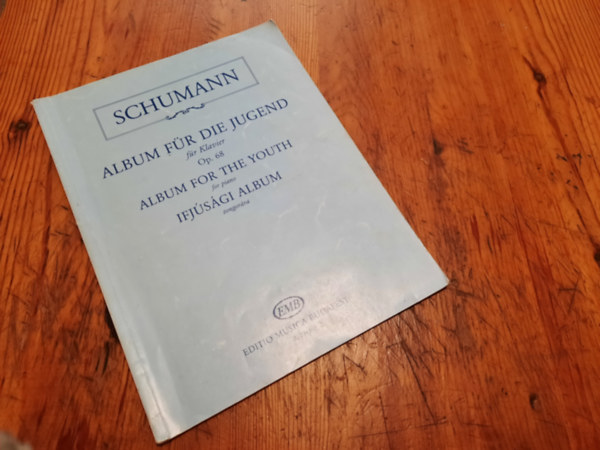 SCHUMANN
ALBUM FÜR DIE JUGEND
für Klavier
Op. 68
ALBUM FOR THE YOUTH
for piano
IFJÚSÁGI ALBUM
zongorára
EMB
EDITIO MUSICA BUDAPEST